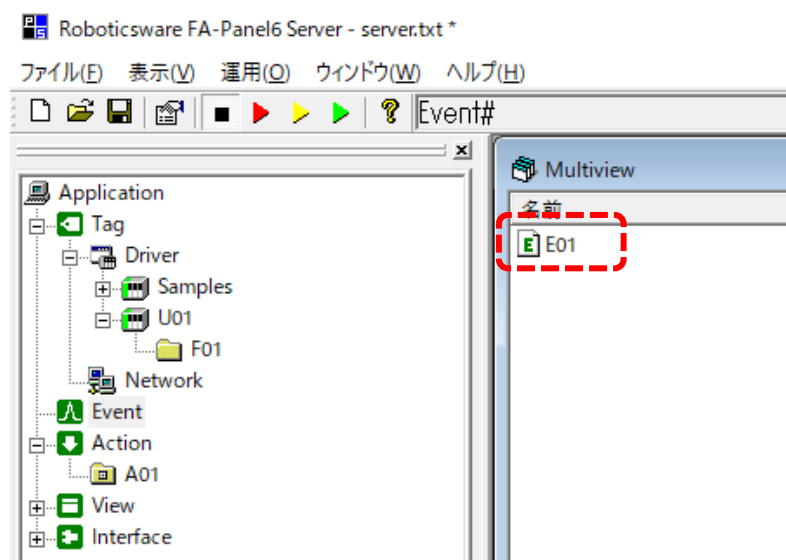 Roboticsware FA-Panel6 Server - server.txt *
ファイル(F) 表示(V) 運用(O) ウィンドウ(W) ヘルプ(H)
Event#
Application
Tag
Driver
Samples
U01
F01
Network
Event
Action
A01
View
Interface
Multiview
名前
E01